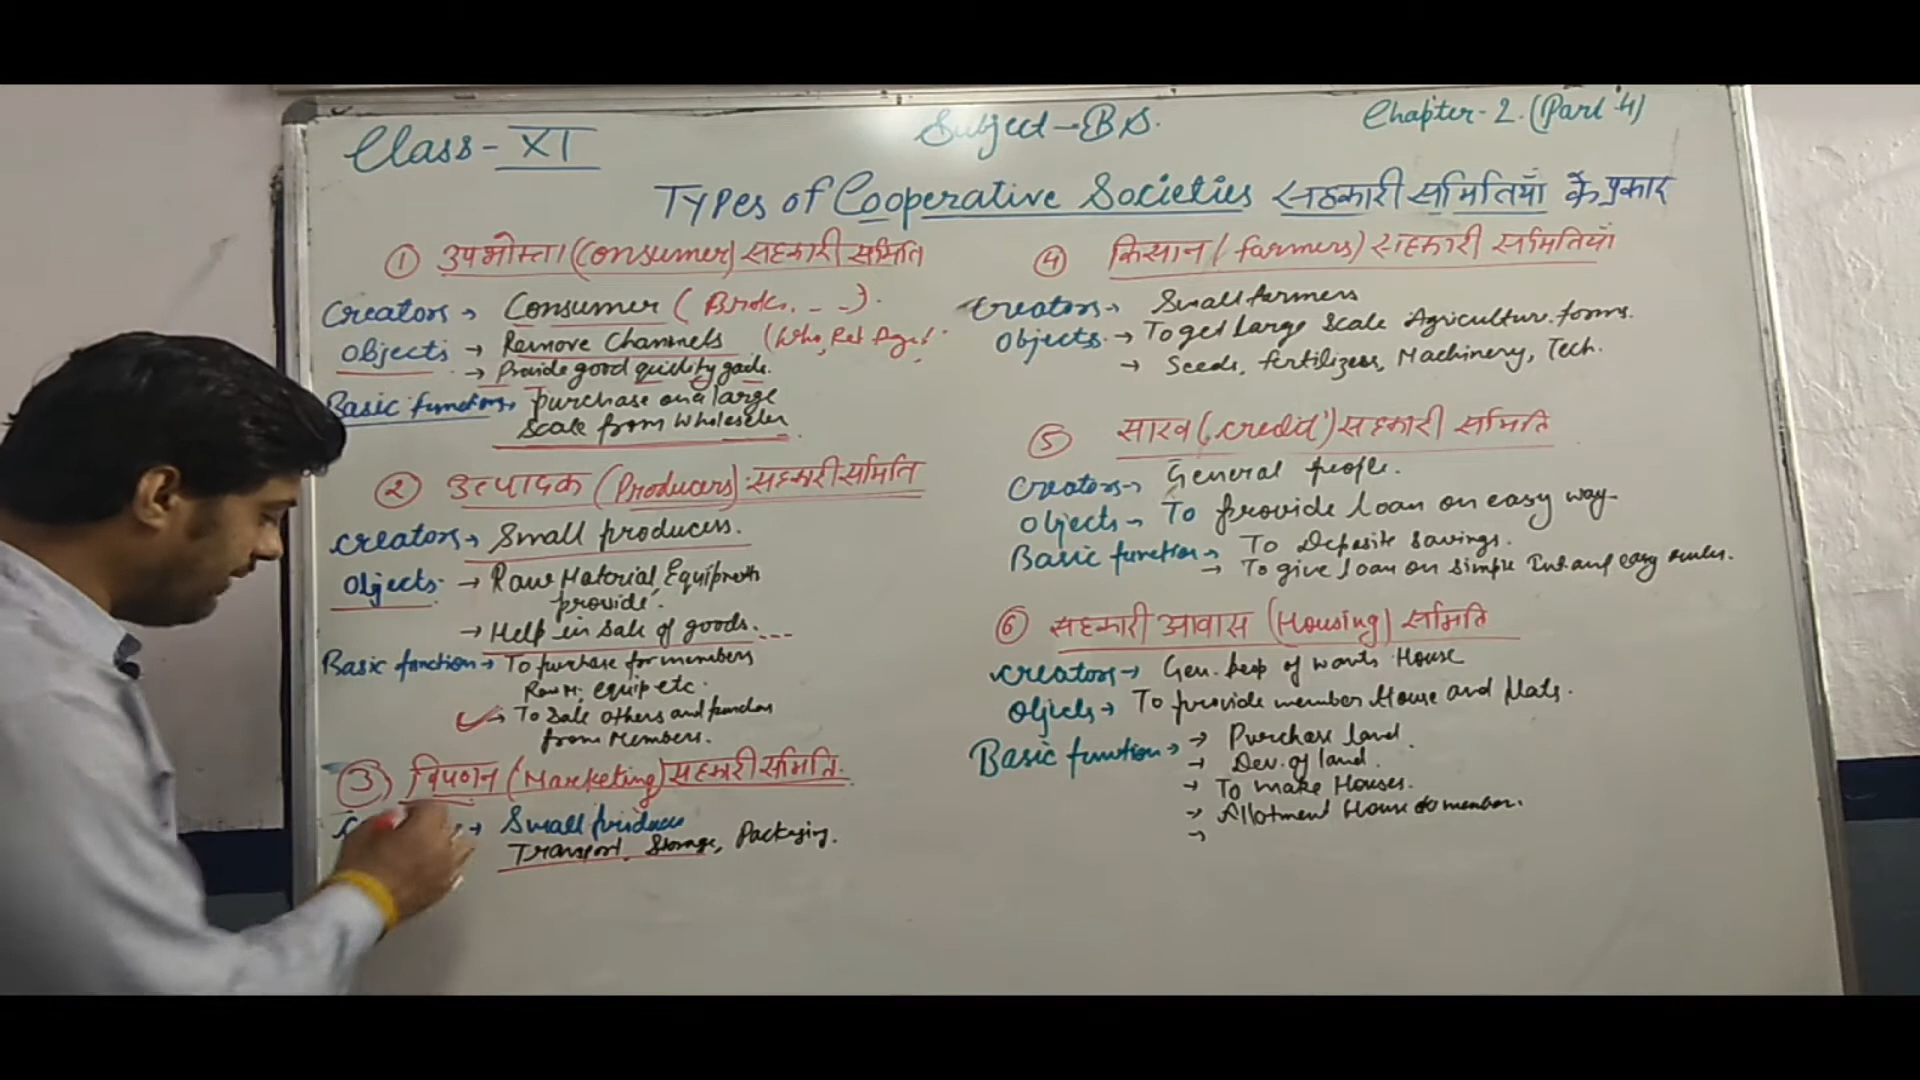 Class - XI
Subject - B.S.
Chapter - 2. (Part 4)
Types of Cooperative Societies सहकारी समितियाँ के प्रकार
① उपभोक्ता (Consumer) सहकारी समिति
Creators → Consumer
Objects → Remove Channels
→ Provide good quality
Basic function → Purchase on a large
Scale from Wholesaler
② उत्पादक (Producers) सहकारी समिति
Creators → Small producers.
Objects → Raw Material, Equipments
provide.
→ Help in Sale of goods. ---
Basic function → To purchase for members
Raw M, equip etc.
→ To Sale others and
from Members.
③ विपणन (Marketing) सहकारी समिति.
→ Small
Transport, Storage, Packaging.
④ किसान (farmers) सहकारी समितियाँ
Creators → Small farmers
Objects → To get Large Scale
→ Seeds, fertilizers, Machinery, Tech.
⑤ साख (credit) सहकारी समिति
Creators → General people.
Objects → To provide loan on easy way
Basic function → To Deposite Savings.
→ To give loan on simple Int and easy rules.
⑥ सहकारी आवास (Housing) समिति
Creators → Gen. of wants House
Objects → To provide member House and flats.
Basic function → → Purchase land
→ Dev. of land.
→ To make Houses.
→ Allotment House to member.
→